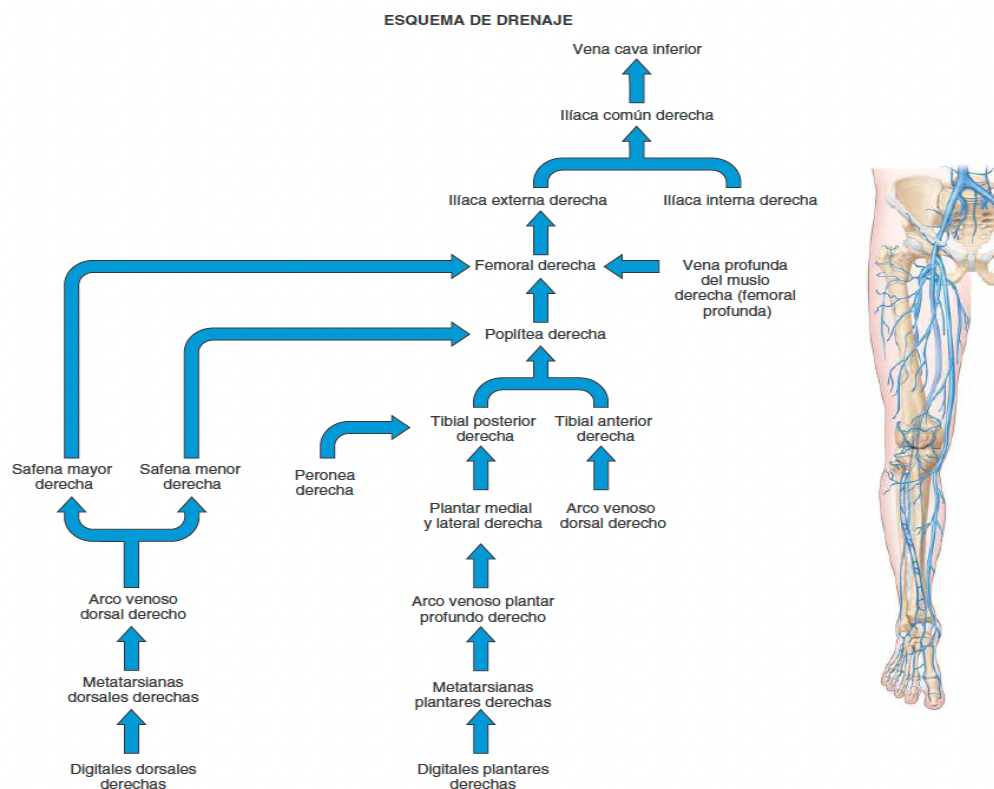 ESQUEMA DE DRENAJE
Vena cava inferior
Ilíaca común derecha
Ilíaca externa derecha
Ilíaca interna derecha
Femoral derecha
Vena profunda
del muslo
derecha (femoral
profunda)
Poplítea derecha
Tibial posterior
derecha
Tibial anterior
derecha
Safena mayor
derecha
Safena menor
derecha
Peronea
derecha
Plantar medial
y lateral derecha
Arco venoso
dorsal derecho
Arco venoso
dorsal derecho
Arco venoso plantar
profundo derecho
Metatarsianas
dorsales derechas
Metatarsianas
plantares derechas
Digitales dorsales
derechas
Digitales plantares
derechas